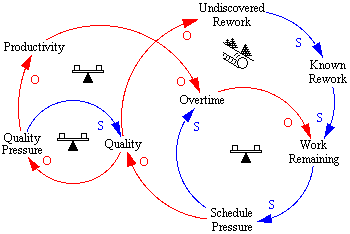 Undiscovered
Rework
O
S
Productivity
Known
Rework
O
O
Overtime
S
S
O
Quality
Pressure
S
Quality
Work
Remaining
O
O
S
S
Schedule
Pressure